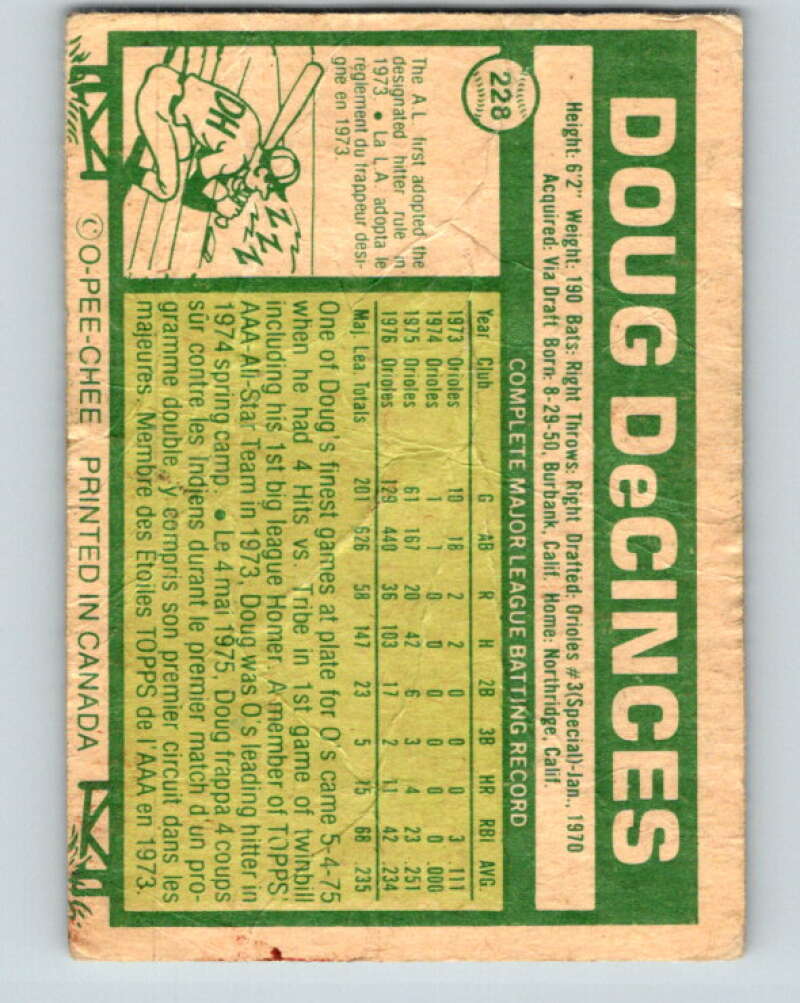 228
DOUG DeCINCES
Height: 6'2" Weight: 190 Bats: Right Throws: Right Drafted: Orioles #3(Special)-Jan., 1970
Acquired: Via Draft Born: 8-29-50, Burbank, Calif. Home: Northridge, Calif.
COMPLETE MAJOR LEAGUE BATTING RECORD
Year Club G AB R H 2B 3B HR RBI AVG.
1973 Orioles 10 18 2 2 0 0 0 3 .111
1974 Orioles 1 1 0 0 0 0 0 0 .000
1975 Orioles 61 167 20 42 6 3 4 23 .251
1976 Orioles 129 440 36 103 17 2 11 42 .234
Maj. Lea Totals 201 626 58 147 23 5 15 68 .235
One of Doug's finest games at plate for O's came 5-4-75
when he had 4 Hits vs. Tribe in 1st game of twinbill
including his 1st big league Homer. A member of TOPPS'
AAA-All-Star Team in 1973, Doug was O's leading hitter in
1974 spring camp. • Le 4 mai 1975, Doug frappa 4 coups
sûr contre les Indiens durant le premier match d'un pro-
gramme double, y compris son premier circuit dans les
majeures. Membre des Étoiles TOPPS de l'AAA en 1973.
The A.L. first adopted the
designated hitter rule in
1973. • La L.A. adopta le
règlement du frappeur dési-
gné en 1973
DH
ZZZZ
© O-PEE-CHEE PRINTED IN CANADA